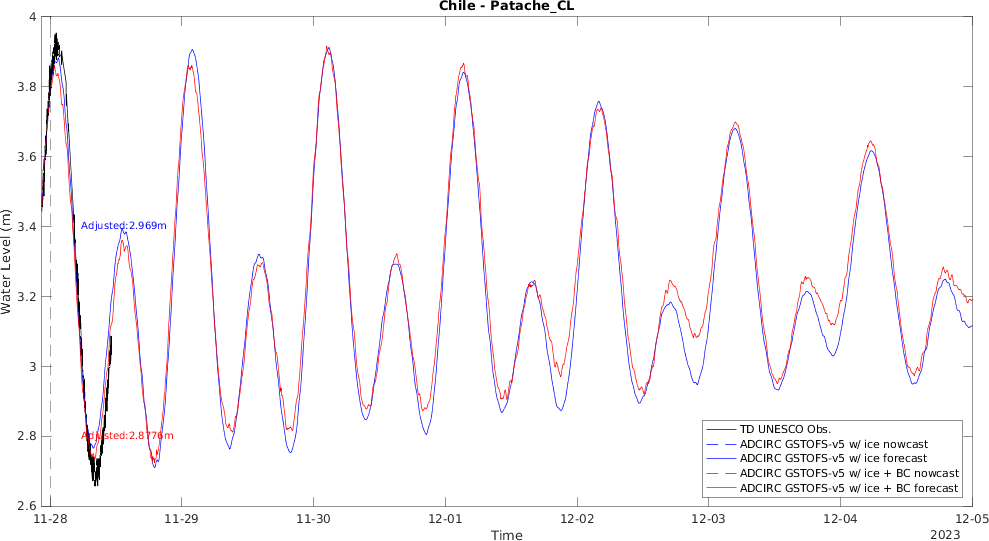 Chile - Patache_CL
4
3.8
3.6
3.4
3.2
3
2.8
2.6
Water Level (m)
Adjusted:2.969m
Adjusted:2.8776m
TD UNESCO Obs.
ADCIRC GSTOFS-v5 w/ ice nowcast
ADCIRC GSTOFS-v5 w/ ice forecast
ADCIRC GSTOFS-v5 w/ ice + BC nowcast
ADCIRC GSTOFS-v5 w/ ice + BC forecast
11-28 11-29 11-30 12-01 12-02 12-03 12-04 12-05
Time
2023